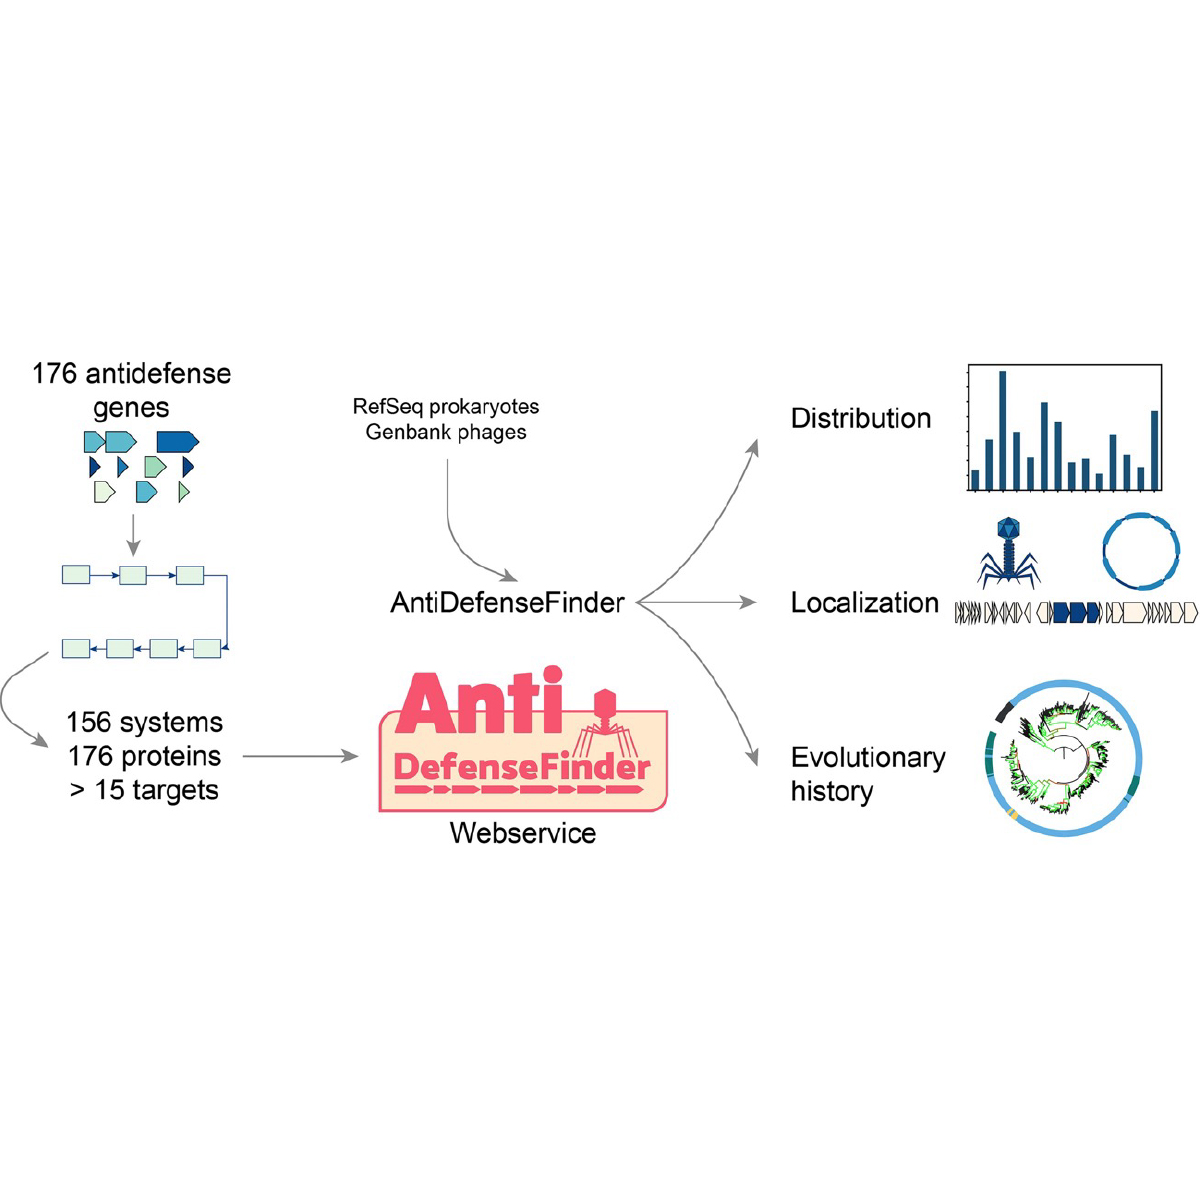 176 antidefense
genes
156 systems
176 proteins
> 15 targets
RefSeq prokaryotes
Genbank phages
AntiDefenseFinder
Anti
DefenseFinder
Webservice
Distribution
Localization
Evolutionary
history